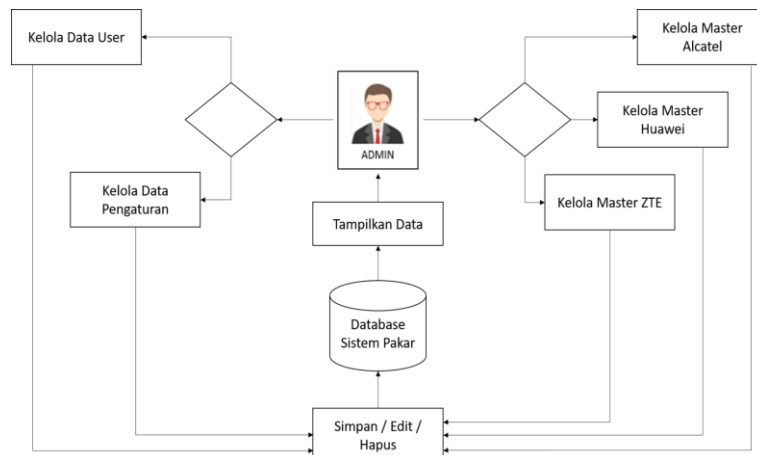 Kelola Data User
Kelola Master
Alcatel
Kelola Master
Huawei
ADMIN
Kelola Data
Pengaturan
Kelola Master ZTE
Tampilkan Data
Database
Sistem Pakar
Simpan / Edit /
Hapus